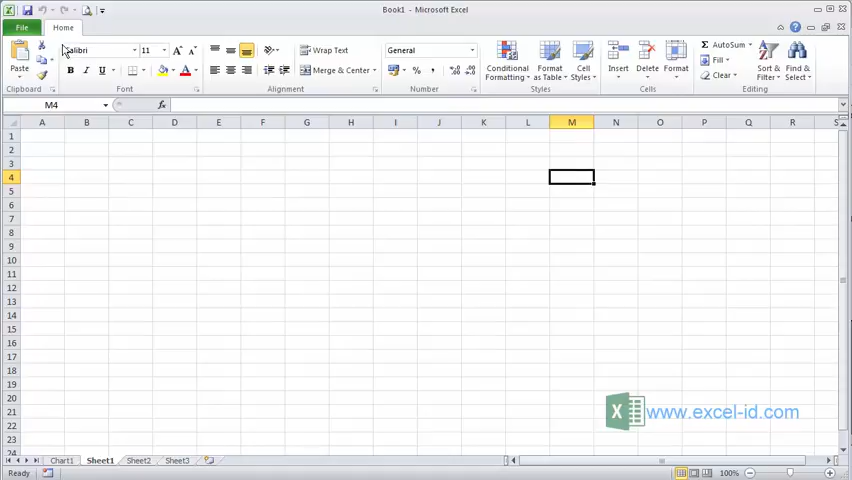 Book1 - Microsoft Excel
File Home
Calibri 11 Wrap Text General AutoSum
Fill
Paste B I U Merge & Center % , Conditional Formatting Format as Table Cell Styles Insert Delete Format Clear Sort & Filter Find & Select
Clipboard Font Alignment Number Styles Cells Editing
M4 fx
A B C D E F G H I J K L M N O P Q R S
1
2
3
4
5
6
7
8
9
10
11
12
13
14
15
16
17
18
19
20
21
www.excel-id.com
22
23
24
Chart1 Sheet1 Sheet2 Sheet3
Ready 100%